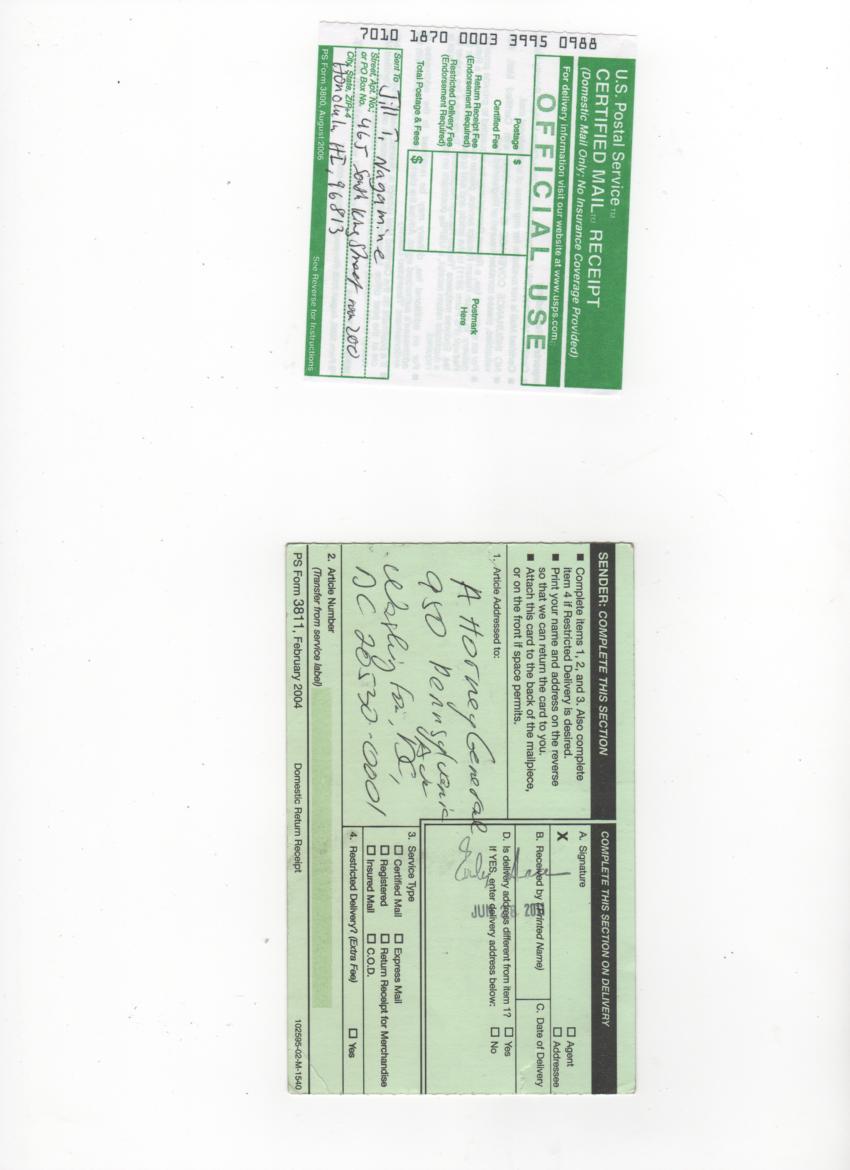 7010 1870 0003 3995 0988
U.S. Postal Service™
CERTIFIED MAIL™ RECEIPT
(Domestic Mail Only; No Insurance Coverage Provided)
For delivery information visit our website at www.usps.com
OFFICIAL USE
Postage $
Certified Fee
Return Receipt Fee
(Endorsement Required)
Restricted Delivery Fee
(Endorsement Required)
Total Postage & Fees $
Postmark
Here
Sent To Jill T. Nagamine
Street, Apt. No.;
or PO Box No. 465 South King Street rm 200
City, State, ZIP+4
Honolulu HI, 96813
PS Form 3800, August 2006 See Reverse for Instructions
SENDER: COMPLETE THIS SECTION
■ Complete items 1, 2, and 3. Also complete
item 4 if Restricted Delivery is desired.
■ Print your name and address on the reverse
so that we can return the card to you.
■ Attach this card to the back of the mailpiece,
or on the front if space permits.
1. Article Addressed to:
Attorney General
950 Pennsylvania
Ave
Washington, DC,
DC 20530-0001
2. Article Number
(Transfer from service label)
PS Form 3811, February 2004 Domestic Return Receipt 102595-02-M-1540
COMPLETE THIS SECTION ON DELIVERY
A. Signature
X
☐ Agent
☐ Addressee
B. Received by (Printed Name)
C. Date of Delivery
D. Is delivery address different from item 1? ☐ Yes
If YES, enter delivery address below: ☐ No
3. Service Type
☐ Certified Mail ☐ Express Mail
☐ Registered ☐ Return Receipt for Merchandise
☐ Insured Mail ☐ C.O.D.
4. Restricted Delivery? (Extra Fee) ☐ Yes